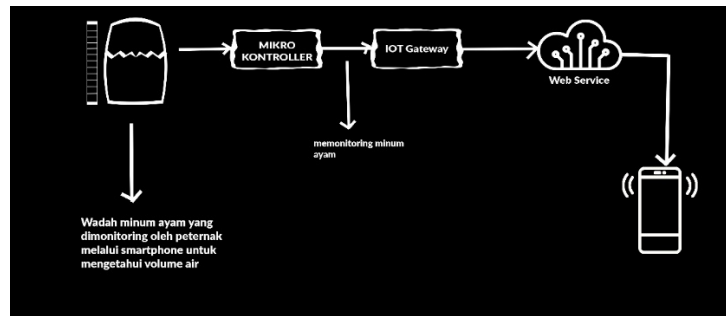 MIKRO
KONTROLLER
IOT Gateway
Web Service
memonitoring minum
ayam
Wadah minum ayam yang
dimonitoring oleh peternak
melalui smartphone untuk
mengetahui volume air